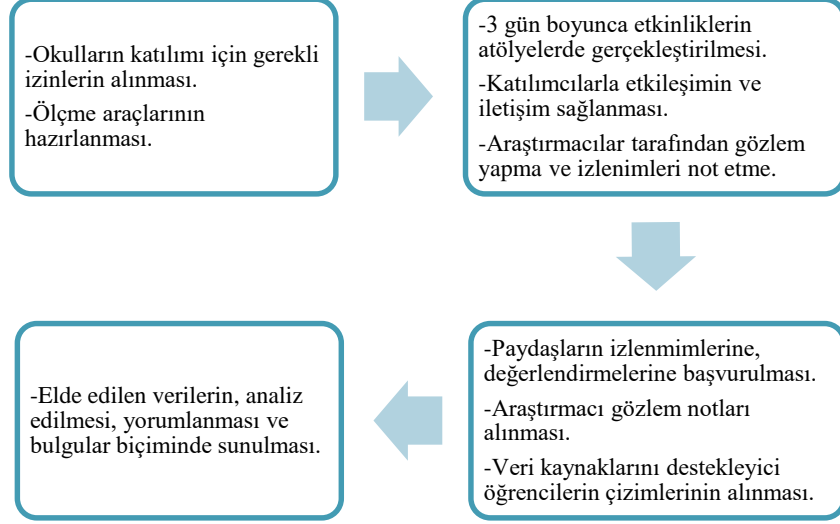 -Okulların katılımı için gerekli
izinlerin alınması.
-Ölçme araçlarının
hazırlanması.
-3 gün boyunca etkinliklerin
atölyelerde gerçekleştirilmesi.
-Katılımcılarla etkileşimin ve
iletişim sağlanması.
-Araştırmacılar tarafından gözlem
yapma ve izlenimleri not etme.
-Paydaşların izlenmimlerine,
değerlendirmelerine başvurulması.
-Araştırmacı gözlem notları
alınması.
-Veri kaynaklarını destekleyici
öğrencilerin çizimlerinin alınması.
-Elde edilen verilerin, analiz
edilmesi, yorumlanması ve
bulgular biçiminde sunulması.